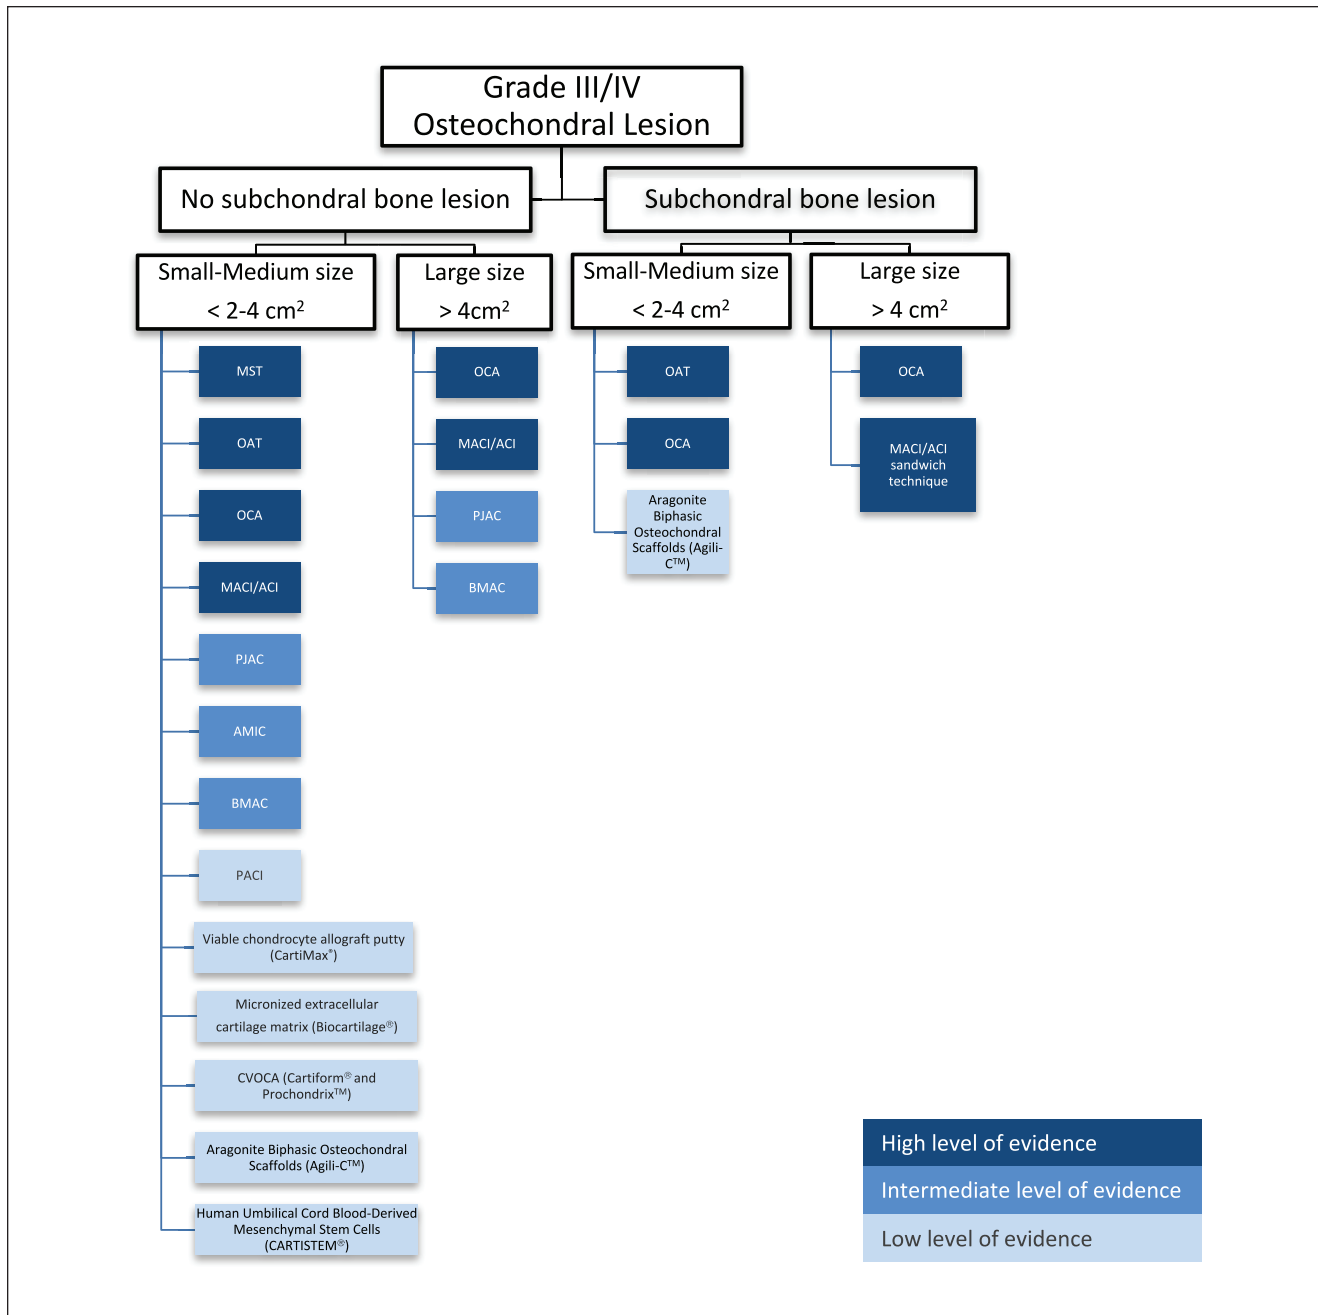 Grade III/IV
Osteochondral Lesion
No subchondral bone lesion
Subchondral bone lesion
Small-Medium size
< 2-4 cm²
Large size
> 4cm²
Small-Medium size
< 2-4 cm²
Large size
> 4 cm²
MST
OAT
OCA
MACI/ACI
PJAC
AMIC
BMAC
PACI
Viable chondrocyte allograft putty
(CartiMax®)
Micronized extracellular
cartilage matrix (Biocartilage®)
CVOCA (Cartiform® and
Prochondrix™)
Aragonite Biphasic Osteochondral
Scaffolds (Agili-C™)
Human Umbilical Cord Blood-Derived
Mesenchymal Stem Cells
(CARTISTEM®)
OCA
MACI/ACI
PJAC
BMAC
OAT
OCA
Aragonite
Biphasic
Osteochondral
Scaffolds (Agili-
C™)
OCA
MACI/ACI
sandwich
technique
High level of evidence
Intermediate level of evidence
Low level of evidence